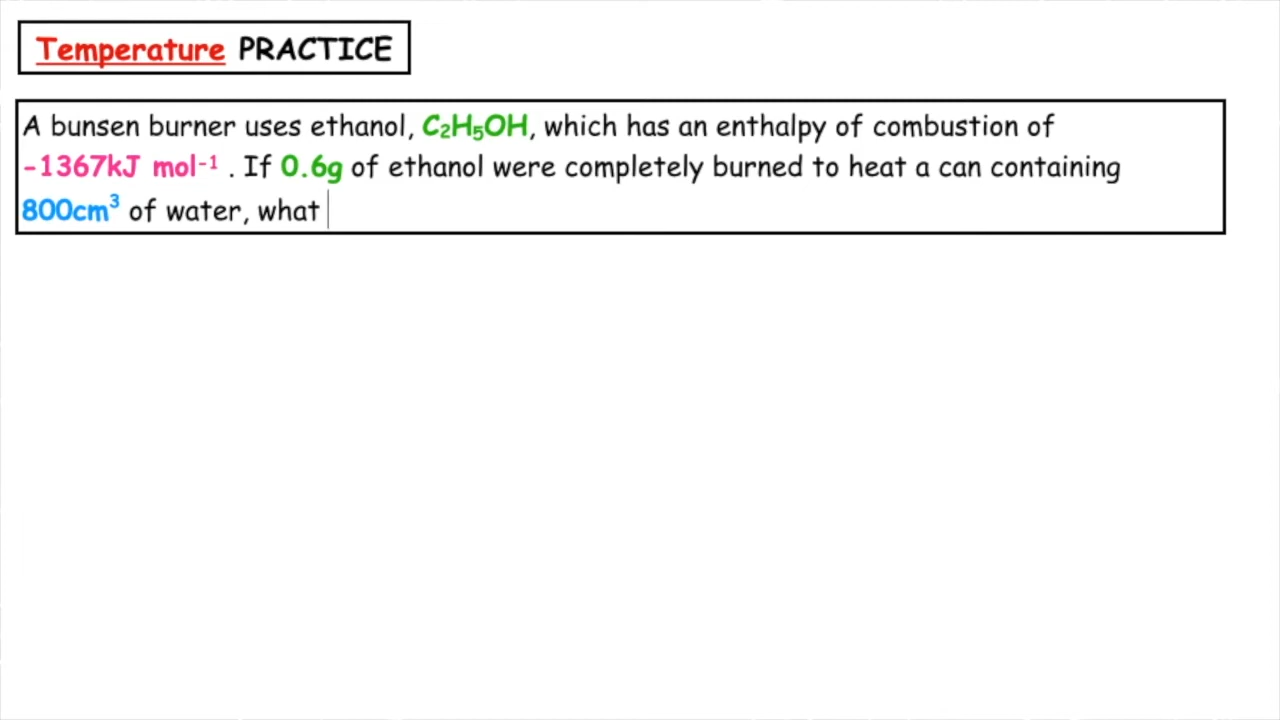 Temperature PRACTICE
A bunsen burner uses ethanol, C₂H₅OH, which has an enthalpy of combustion of
-1367kJ mol⁻¹ . If 0.6g of ethanol were completely burned to heat a can containing
800cm³ of water, what